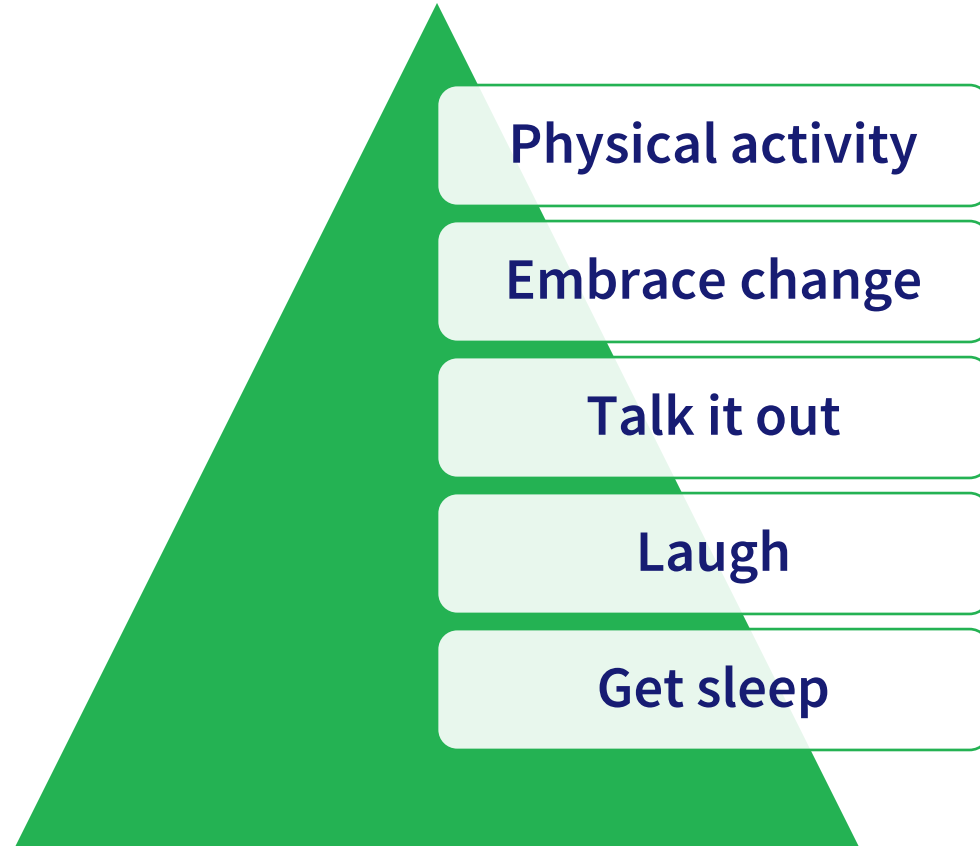 Physical activity
Embrace change
Talk it out
Laugh
Get sleep